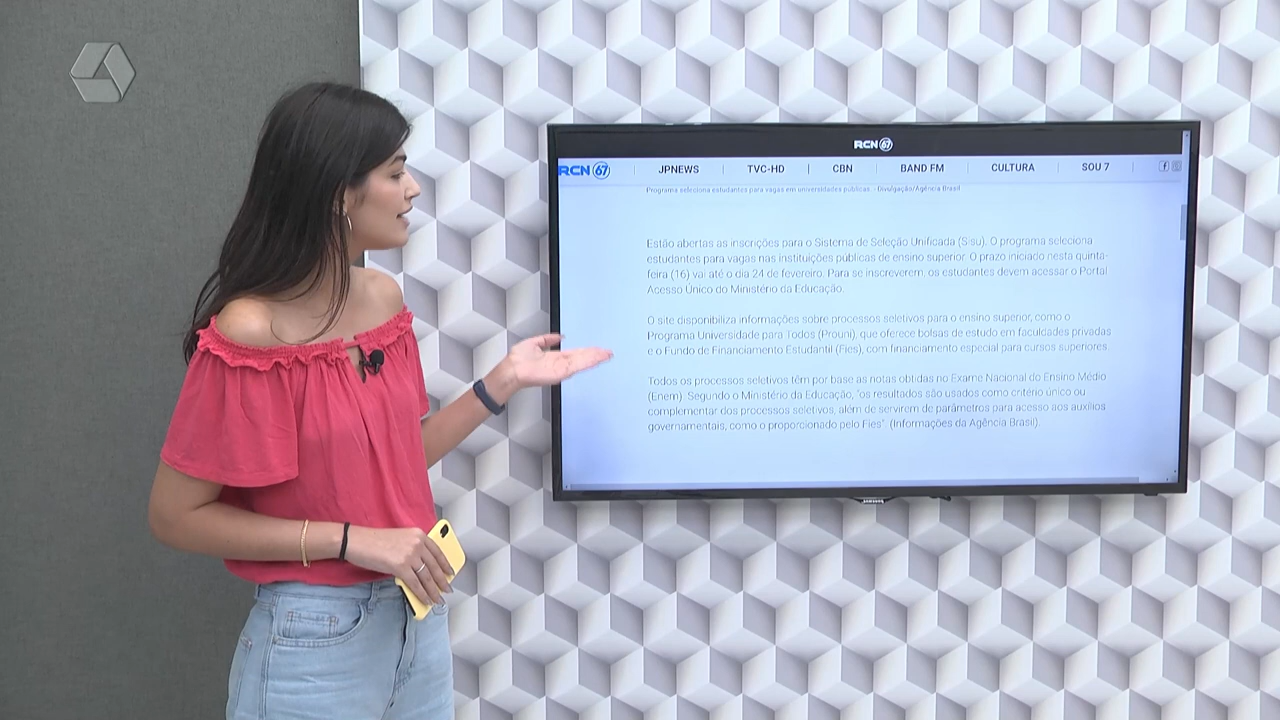 RCN 67
RCN 67 JPNEWS TVC-HD CBN BAND FM CULTURA SOU 7
Programa seleciona estudantes para vagas em universidades públicas. - Divulgação/Agência Brasil
Estão abertas as inscrições para o Sistema de Seleção Unificada (Sisu). O programa seleciona
estudantes para vagas nas instituições públicas de ensino superior. O prazo iniciado nesta quinta-
feira (16) vai até o dia 24 de fevereiro. Para se inscreverem, os estudantes devem acessar o Portal
Acesso Único do Ministério da Educação.
O site disponibiliza informações sobre processos seletivos para o ensino superior, como o
Programa Universidade para Todos (Prouni), que oferece bolsas de estudo em faculdades privadas
e o Fundo de Financiamento Estudantil (Fies), com financiamento especial para cursos superiores.
Todos os processos seletivos têm por base as notas obtidas no Exame Nacional do Ensino Médio
(Enem). Segundo o Ministério da Educação, "os resultados são usados como critério único ou
complementar dos processos seletivos, além de servirem de parâmetros para acesso aos auxílios
governamentais, como o proporcionado pelo Fies". (Informações da Agência Brasil).
SAMSUNG